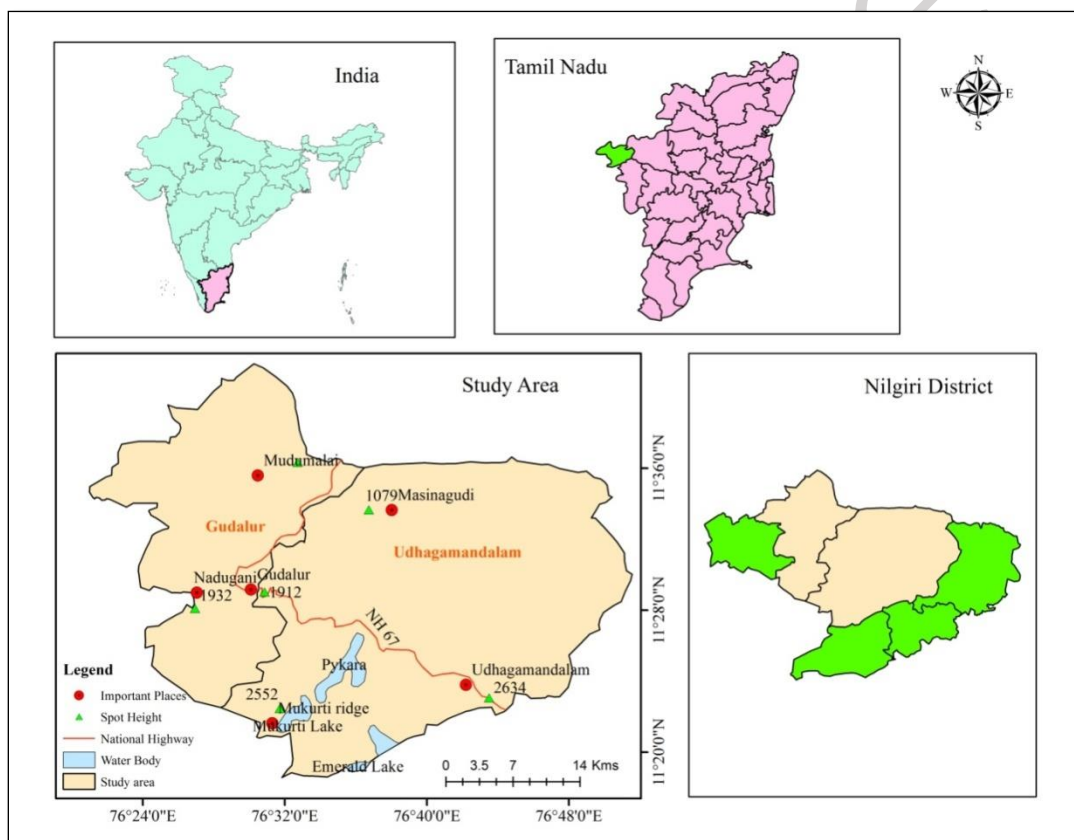 India
Tamil Nadu
N
W E
S
Study Area
Nilgiri District
Mudumalai
1079 Masinagudi
Gudalur
Udhagamandalam
Nadugani
1932
Gudalur
1912
NH 67
Pykara
Udhagamandalam
2634
2552
Mukurti ridge
Mukurti Lake
Emerald Lake
Legend
Important Places
Spot Height
National Highway
Water Body
Study area
0 3.5 7 14 Kms
76°24'0"E 76°32'0"E 76°40'0"E 76°48'0"E
11°36'0"N
11°28'0"N
11°20'0"N